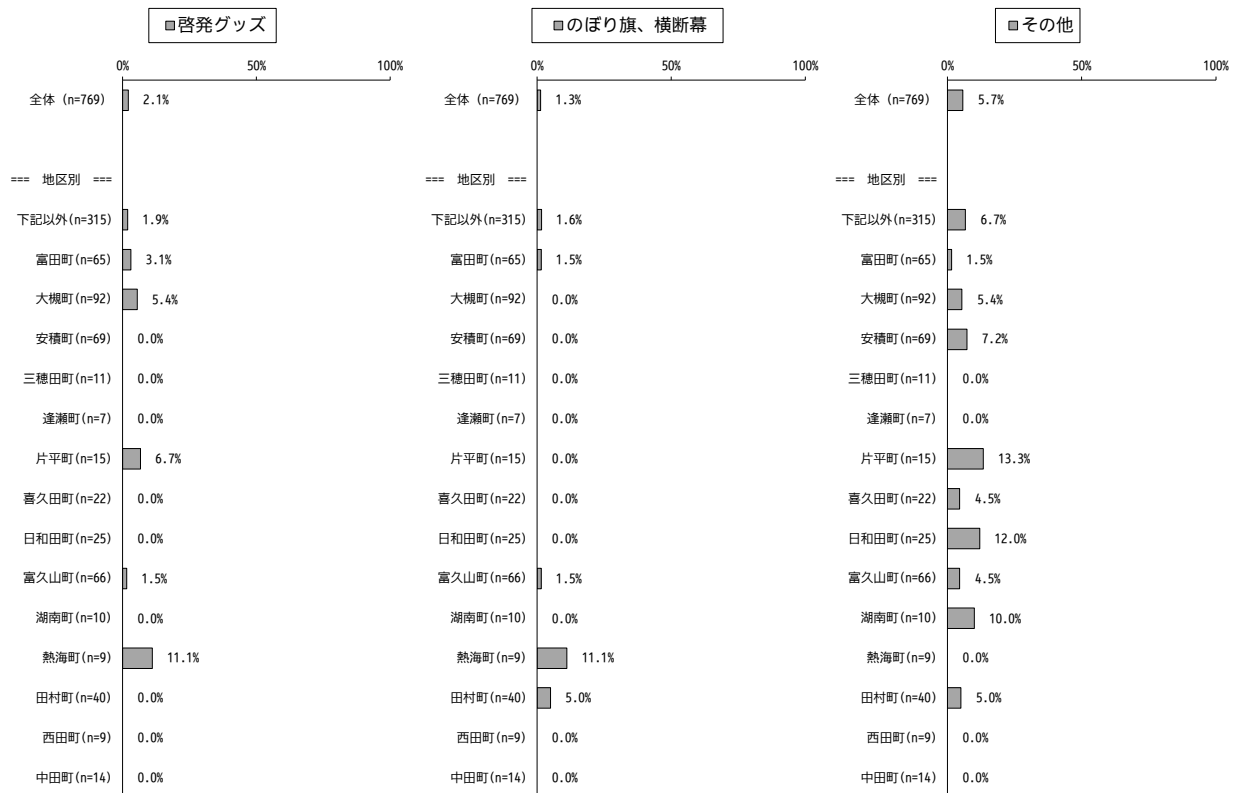 ■啓発グッズ
0% 50% 100%
全体 (n=769) 2.1%
=== 地区別 ===
下記以外(n=315) 1.9%
富田町(n=65) 3.1%
大槻町(n=92) 5.4%
安積町(n=69) 0.0%
三穂田町(n=11) 0.0%
逢瀬町(n=7) 0.0%
片平町(n=15) 6.7%
喜久田町(n=22) 0.0%
日和田町(n=25) 0.0%
富久山町(n=66) 1.5%
湖南町(n=10) 0.0%
熱海町(n=9) 11.1%
田村町(n=40) 0.0%
西田町(n=9) 0.0%
中田町(n=14) 0.0%
■のぼり旗、横断幕
0% 50% 100%
全体 (n=769) 1.3%
=== 地区別 ===
下記以外(n=315) 1.6%
富田町(n=65) 1.5%
大槻町(n=92) 0.0%
安積町(n=69) 0.0%
三穂田町(n=11) 0.0%
逢瀬町(n=7) 0.0%
片平町(n=15) 0.0%
喜久田町(n=22) 0.0%
日和田町(n=25) 0.0%
富久山町(n=66) 1.5%
湖南町(n=10) 0.0%
熱海町(n=9) 11.1%
田村町(n=40) 5.0%
西田町(n=9) 0.0%
中田町(n=14) 0.0%
■その他
0% 50% 100%
全体 (n=769) 5.7%
=== 地区別 ===
下記以外(n=315) 6.7%
富田町(n=65) 1.5%
大槻町(n=92) 5.4%
安積町(n=69) 7.2%
三穂田町(n=11) 0.0%
逢瀬町(n=7) 0.0%
片平町(n=15) 13.3%
喜久田町(n=22) 4.5%
日和田町(n=25) 12.0%
富久山町(n=66) 4.5%
湖南町(n=10) 10.0%
熱海町(n=9) 0.0%
田村町(n=40) 5.0%
西田町(n=9) 0.0%
中田町(n=14) 0.0%